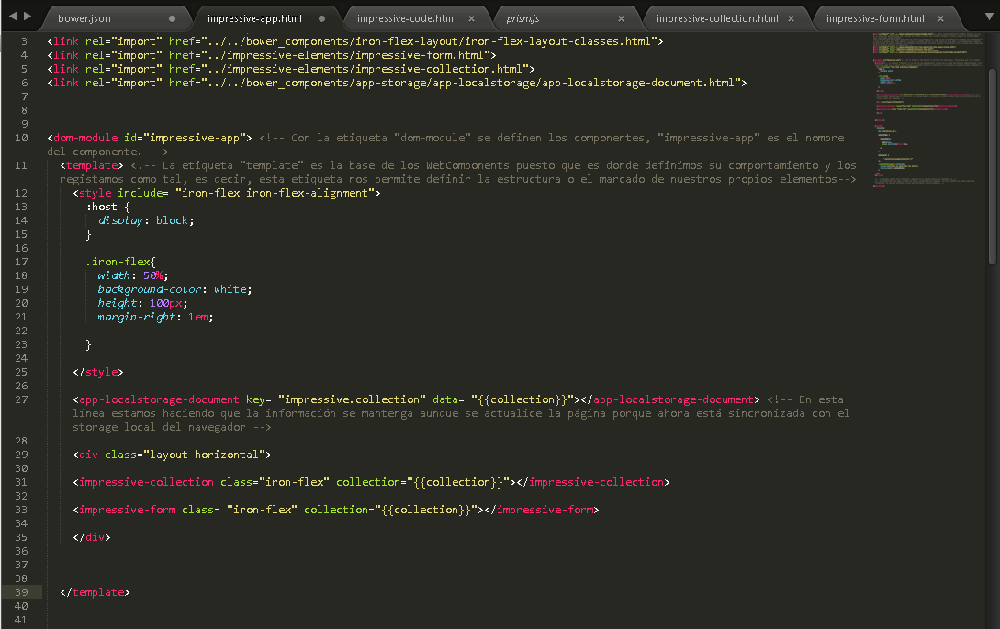 bower.json
impressive-app.html
impressive-code.html ×
prism.js ×
impressive-collection.html ×
impressive-form.html ×
3 <link rel="import" href="../../bower_components/iron-flex-layout/iron-flex-layout-classes.html">
4 <link rel="import" href="../impressive-elements/impressive-form.html">
5 <link rel="import" href="../impressive-elements/impressive-collection.html">
6 <link rel="import" href="../../bower_components/app-storage/app-localstorage/app-localstorage-document.html">
7
8
9
10 <dom-module id="impressive-app"> <!-- Con la etiqueta "dom-module" se definen los componentes, "impressive-app" es el nombre
del componente. -->
11 <template> <!-- La etiqueta "template" es la base de los WebComponents puesto que es donde definimos su comportamiento y los
registamos como tal, es decir, esta etiqueta nos permite definir la estructura o el marcado de nuestros propios elementos-->
12 <style include= "iron-flex iron-flex-alignment">
13 :host {
14 display: block;
15 }
16
17 .iron-flex{
18 width: 50%;
19 background-color: white;
20 height: 100px;
21 margin-right: 1em;
22
23 }
24
25 </style>
26
27 <app-localstorage-document key= "impressive.collection" data= "{{collection}}"></app-localstorage-document> <!-- En esta
línea estamos haciendo que la información se mantenga aunque se actualice la página porque ahora está sincronizada con el
storage local del navegador -->
28
29 <div class="layout horizontal">
30
31 <impressive-collection class="iron-flex" collection="{{collection}}"></impressive-collection>
32
33 <impressive-form class= "iron-flex" collection="{{collection}}"></impressive-form>
34
35 </div>
36
37
38
39 </template>
40
41